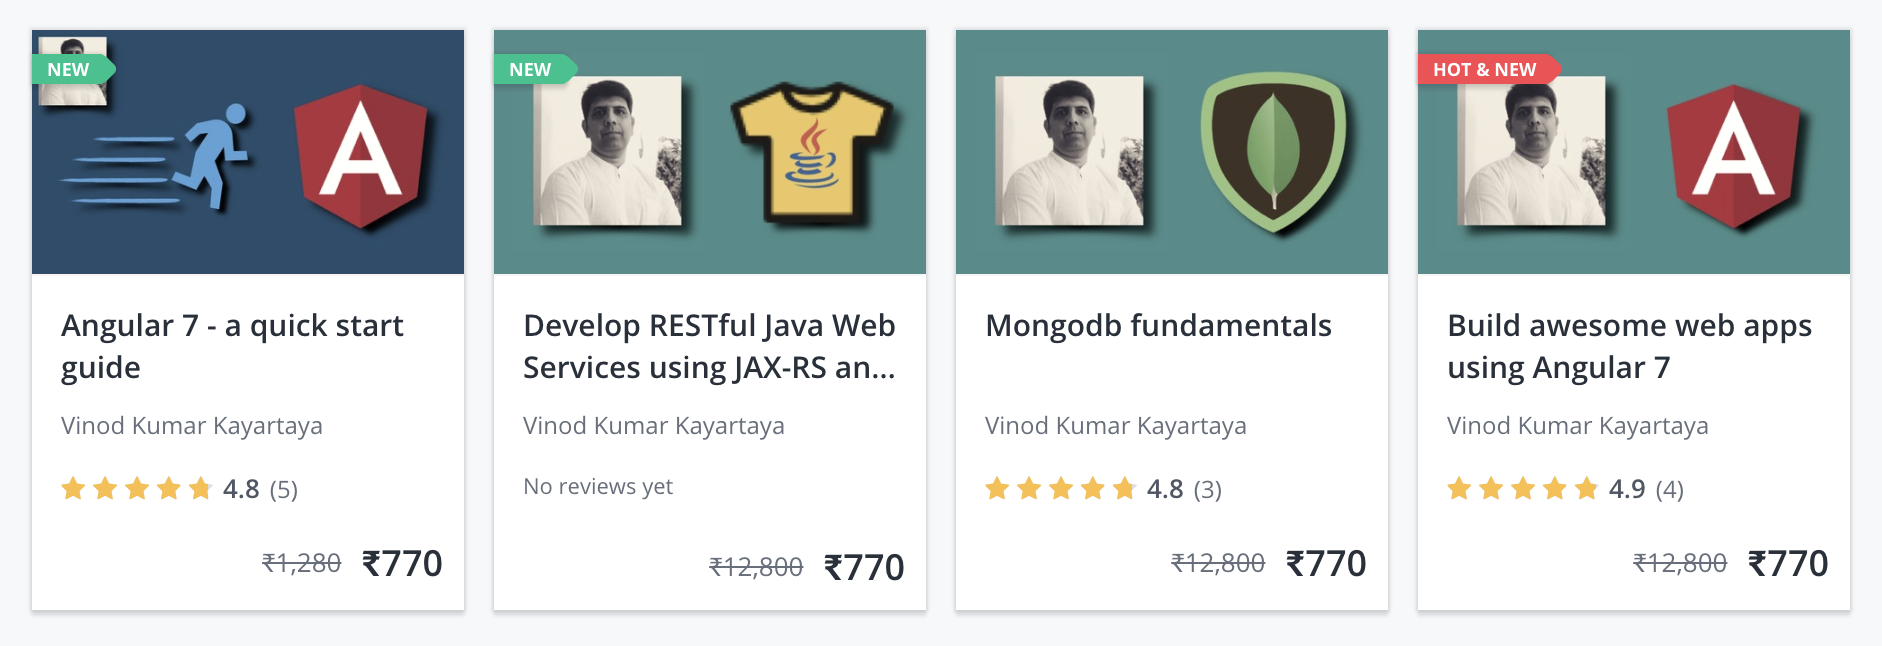 NEW
A
Angular 7 - a quick start
guide
Vinod Kumar Kayartaya
4.8 (5)
₹1,280 ₹770
NEW
Develop RESTful Java Web
Services using JAX-RS an...
Vinod Kumar Kayartaya
No reviews yet
₹12,800 ₹770
Mongodb fundamentals
Vinod Kumar Kayartaya
4.8 (3)
₹12,800 ₹770
HOT & NEW
A
Build awesome web apps
using Angular 7
Vinod Kumar Kayartaya
4.9 (4)
₹12,800 ₹770